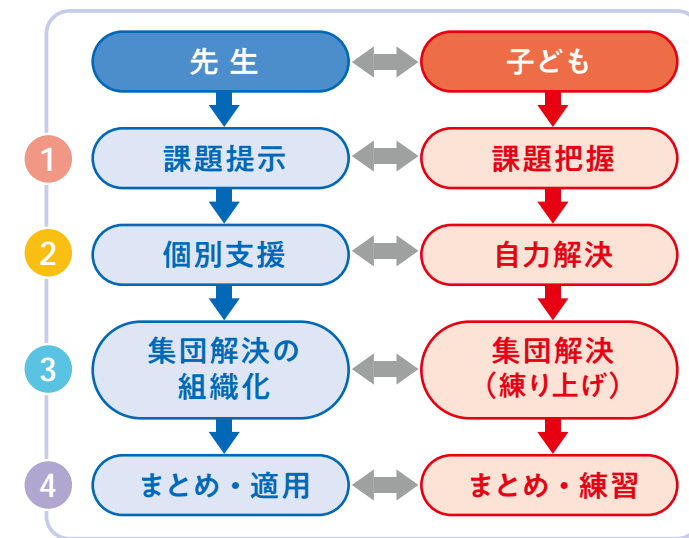 先生
子ども
1
課題提示
課題把握
2
個別支援
自力解決
3
集団解決の
組織化
集団解決
（練り上げ）
4
まとめ・適用
まとめ・練習